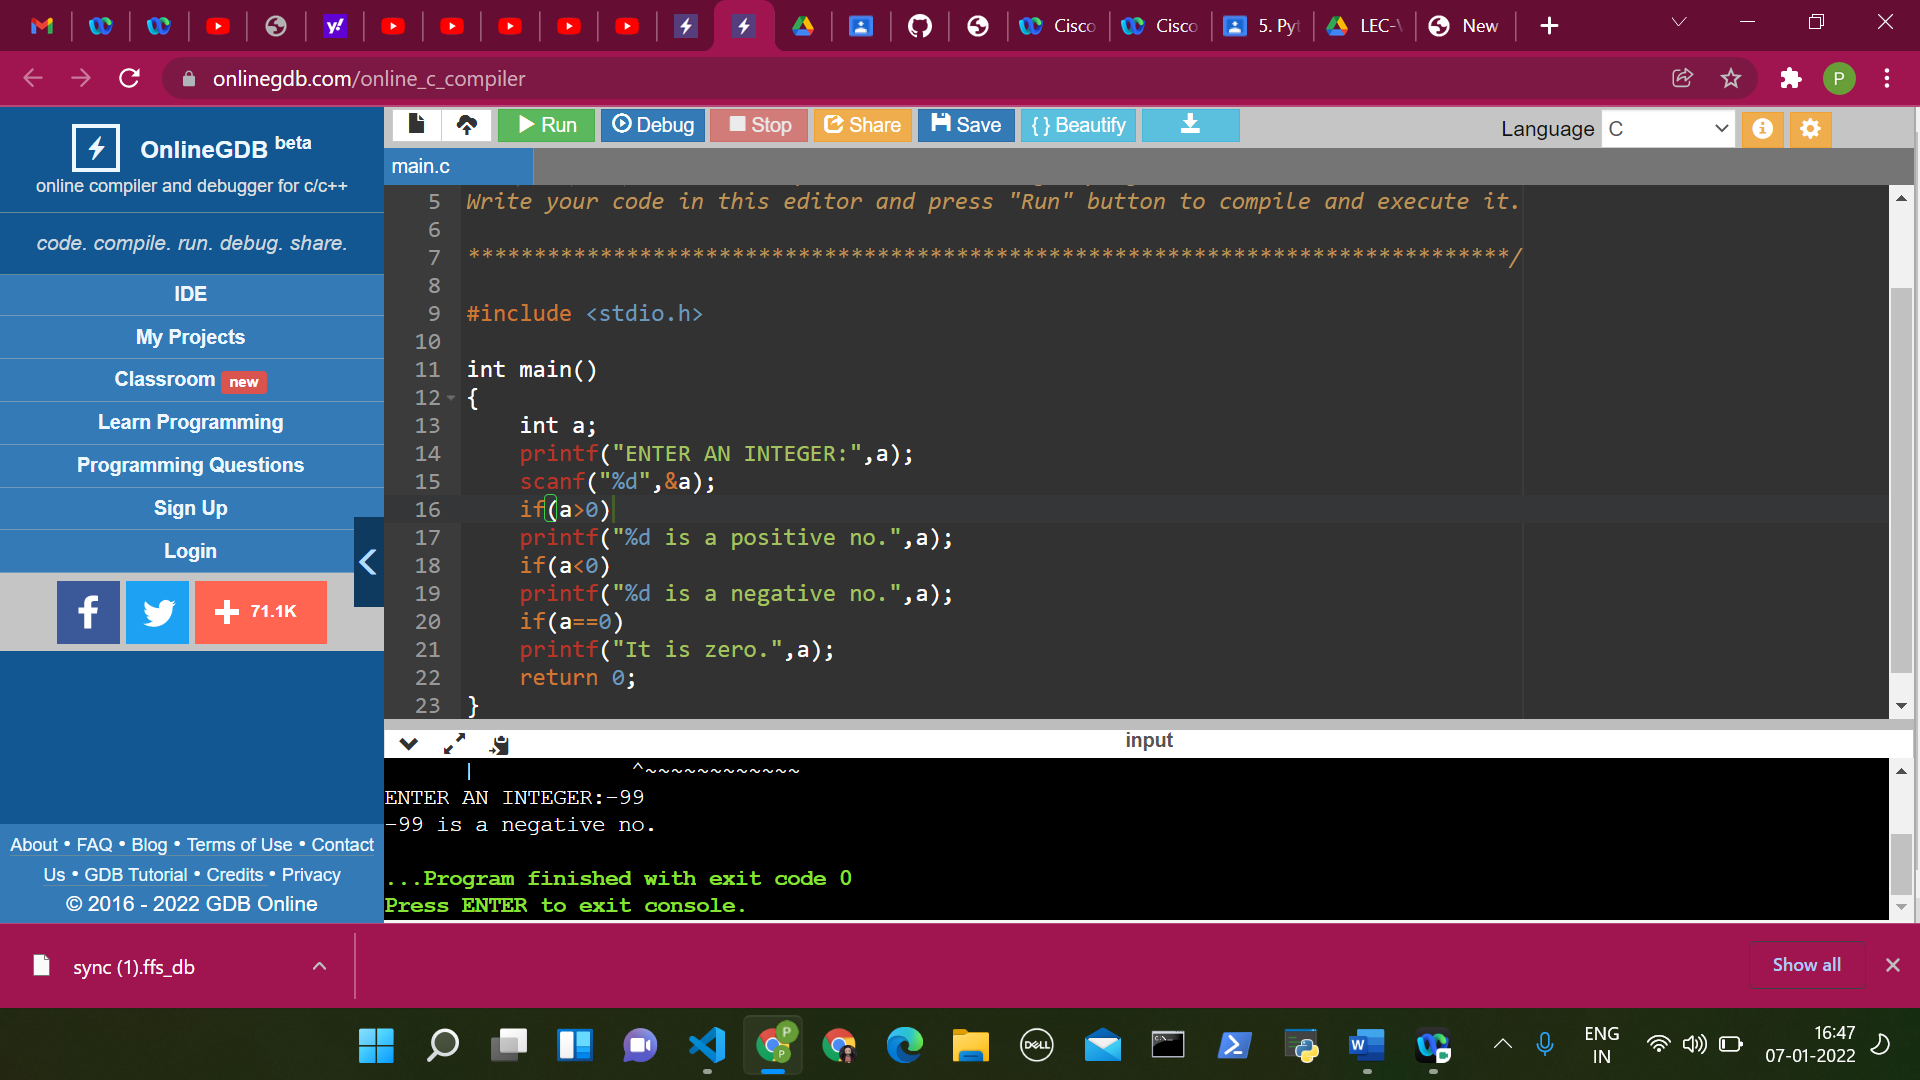 Cisco
Cisco
5. Pyt
LEC-V
New
onlinegdb.com/online_c_compiler
P
OnlineGDB beta
online compiler and debugger for c/c++
code. compile. run. debug. share.
IDE
My Projects
Classroom new
Learn Programming
Programming Questions
Sign Up
Login
71.1K
About • FAQ • Blog • Terms of Use • Contact
Us • GDB Tutorial • Credits • Privacy
© 2016 - 2022 GDB Online
Run Debug Stop Share Save { } Beautify
Language C
main.c
5 Write your code in this editor and press "Run" button to compile and execute it.
6
7 *******************************************************************************/
8
9 #include <stdio.h>
10
11 int main()
12 {
13 int a;
14 printf("ENTER AN INTEGER:",a);
15 scanf("%d",&a);
16 if(a>0)
17 printf("%d is a positive no.",a);
18 if(a<0)
19 printf("%d is a negative no.",a);
20 if(a==0)
21 printf("It is zero.",a);
22 return 0;
23 }
input
| ^~~~~~~~~~~~~
ENTER AN INTEGER:-99
-99 is a negative no.
...Program finished with exit code 0
Press ENTER to exit console.
sync (1).ffs_db
Show all
DELL
ENG
IN
16:47
07-01-2022